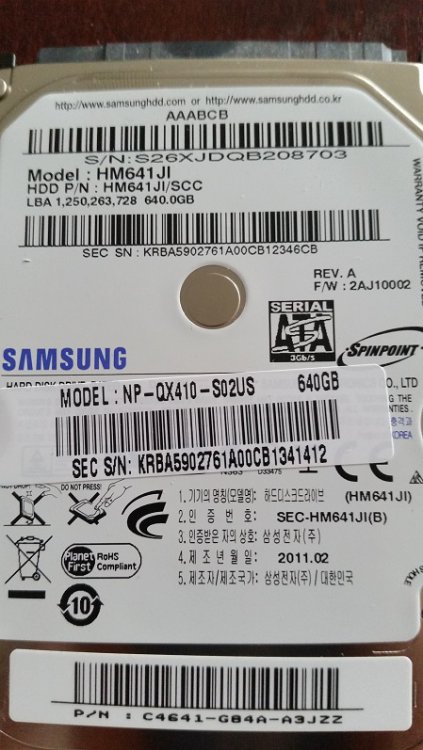 http://www.samsunghdd.com or http://www.samsunghdd.co.kr
AAABCB
S/N:S26XJDQB208703
Model : HM641JI
HDD P/N : HM641JI/SCC
LBA 1,250,263,728 640.0GB
SEC SN: KRBA5902761A00CB12346CB
REV. A
F/W : 2AJ10002
SERIAL
SATA
3Gb/s
SAMSUNG
SPINPOINT
CO., LTD
MODEL : NP-QX410-S02US 640GB
SEC S/N: KRBA5902761A00CB1341412
KOREA
DO NOT PRESS!
1. 기기의 명칭(모델명): 하드디스크드라이브 (HM641JI)
2. 인 증 번 호: SEC-HM641JI(B)
3. 인증받은 자의 상호: 삼성전자(주)
4. 제 조 년 월 일: 2011.02
5. 제조자/제조국가: 삼성전자(주) / 대한민국
Planet First RoHS Compliant
10
P/N : C4641-G84A-A3JZZ